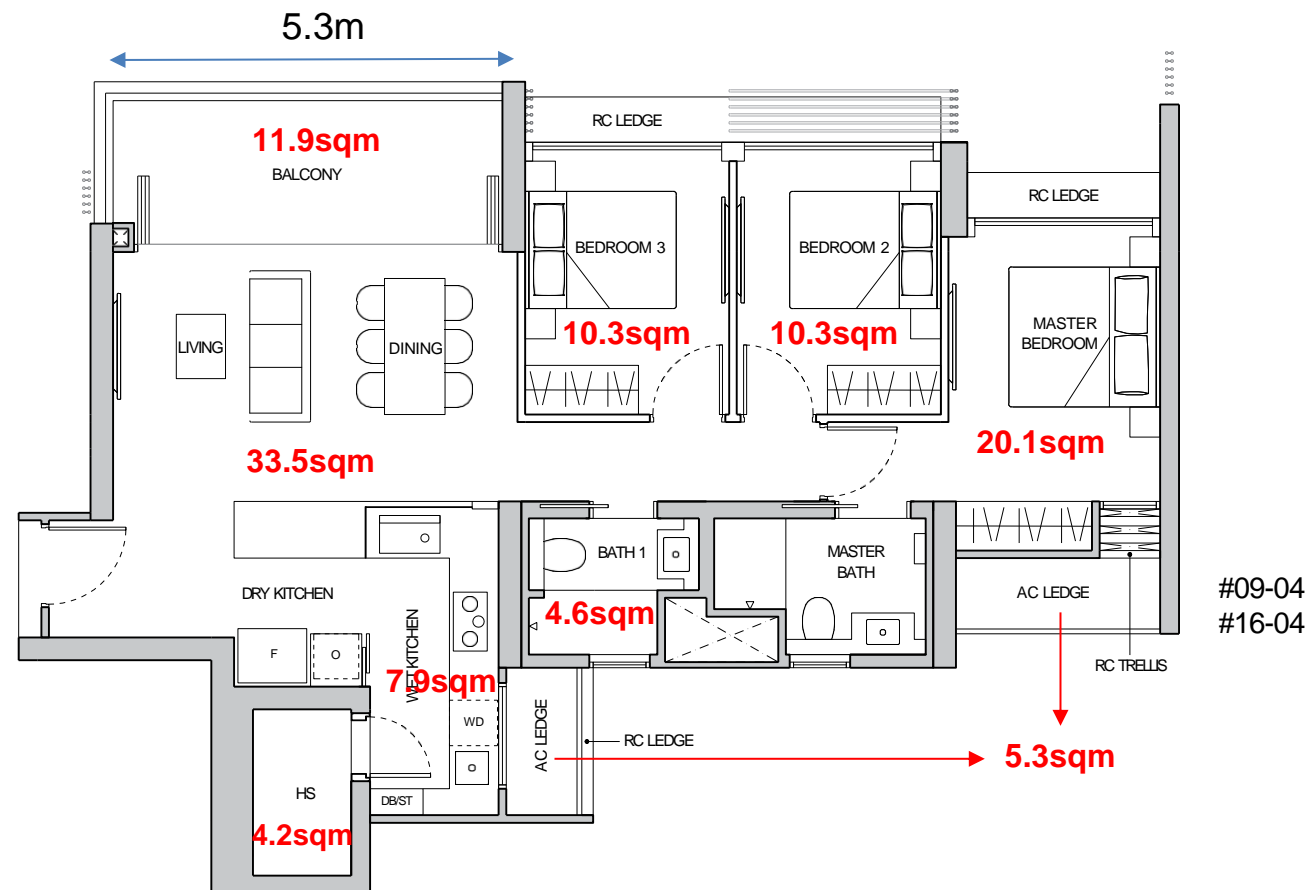 5.3m
11.9sqm
BALCONY
RC LEDGE
RC LEDGE
BEDROOM 3
BEDROOM 2
10.3sqm
10.3sqm
MASTER
BEDROOM
LIVING
DINING
20.1sqm
33.5sqm
BATH 1
MASTER
BATH
DRY KITCHEN
4.6sqm
AC LEDGE
#09-04
#16-04
F
O
WET KITCHEN
RC TRELLIS
7.9sqm
WD
AC LEDGE
RC LEDGE
5.3sqm
HS
DB/ST
4.2sqm